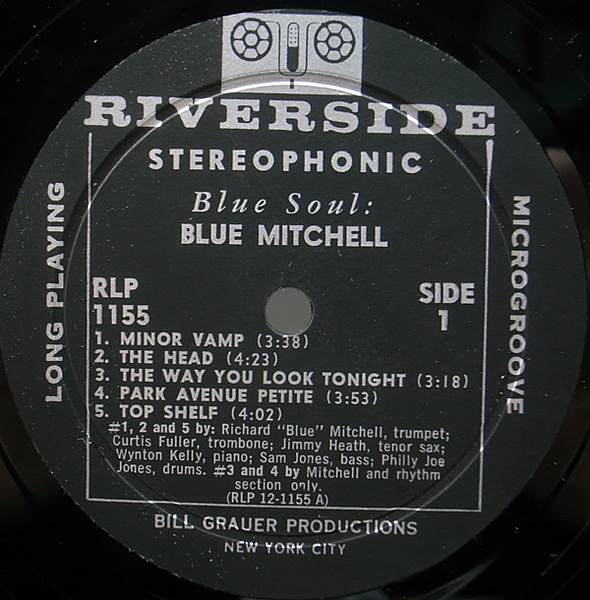 RIVERSIDE
STEREOPHONIC
Blue Soul:
BLUE MITCHELL
LONG PLAYING
MICROGROOVE
RLP
1155
SIDE
1
1. MINOR VAMP (3:38)
2. THE HEAD (4:23)
3. THE WAY YOU LOOK TONIGHT (3:18)
4. PARK AVENUE PETITE (3:53)
5. TOP SHELF (4:02)
#1, 2 and 5 by: Richard "Blue" Mitchell, trumpet;
Curtis Fuller, trombone; Jimmy Heath, tenor sax;
Wynton Kelly, piano; Sam Jones, bass; Philly Joe
Jones, drums. #3 and 4 by Mitchell and rhythm
section only.
(RLP 12-1155 A)
BILL GRAUER PRODUCTIONS
NEW YORK CITY